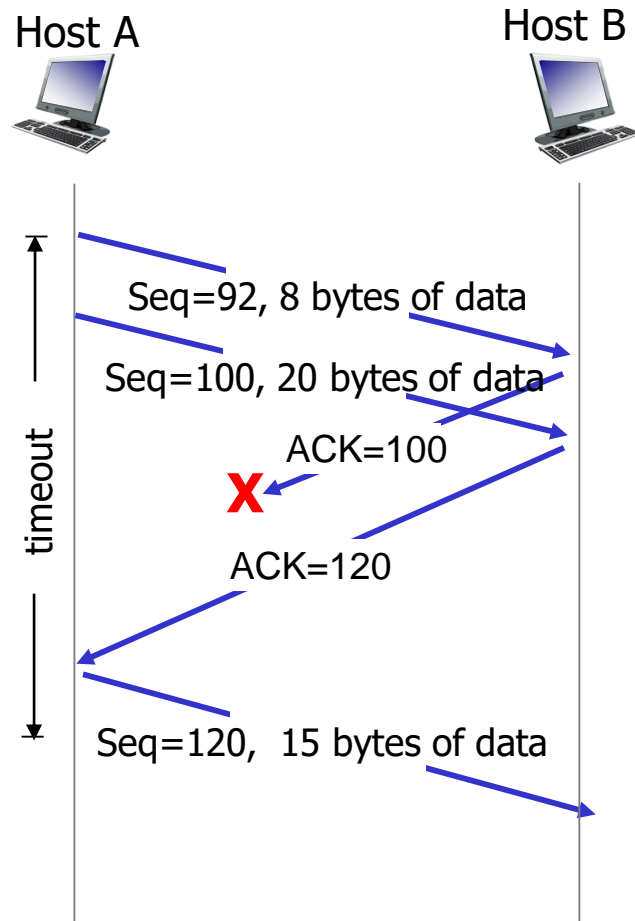 Host A
Host B
Seq=92, 8 bytes of data
Seq=100, 20 bytes of data
ACK=100
X
timeout
ACK=120
Seq=120, 15 bytes of data